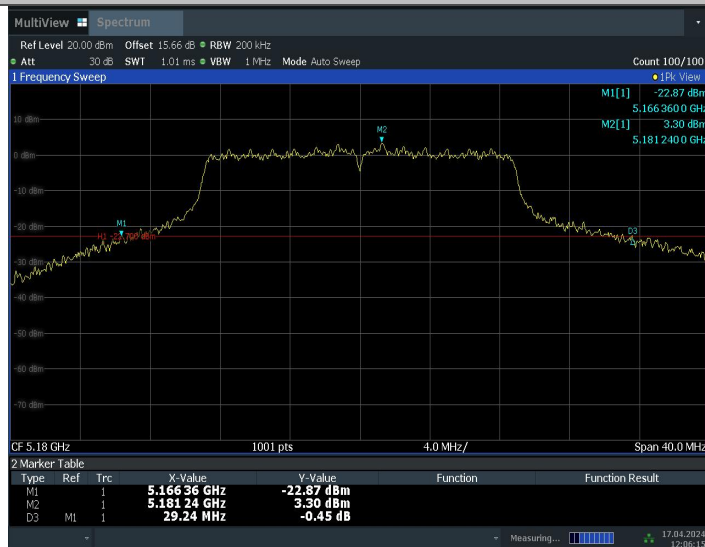 MultiView Spectrum
Ref Level 20.00 dBm Offset 15.66 dB RBW 200 kHz
Att 30 dB SWT 1.01 ms VBW 1 MHz Mode Auto Sweep Count 100/100
1 Frequency Sweep 1Pk View
M1[1] -22.87 dBm
5.166 360 0 GHz
M2[1] 3.30 dBm
5.181 240 0 GHz
10 dBm
M2
0 dBm
-10 dBm
-20 dBm
M1
D3
H1
-30 dBm
-40 dBm
-50 dBm
-60 dBm
-70 dBm
CF 5.18 GHz 1001 pts 4.0 MHz/ Span 40.0 MHz
2 Marker Table
Type Ref Trc X-Value Y-Value Function Function Result
M1 1 5.166 36 GHz -22.87 dBm
M2 1 5.181 24 GHz 3.30 dBm
D3 M1 1 29.24 MHz -0.45 dB
Measuring... 17.04.2024
12:06:15